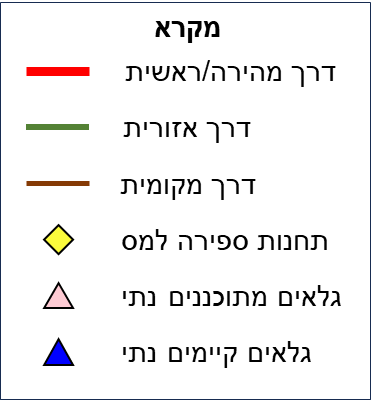 מקרא
דרך מהירה/ראשית
דרך אזורית
דרך מקומית
תחנות ספירה למס
גלאים מתוכננים נתי
גלאים קיימים נתי